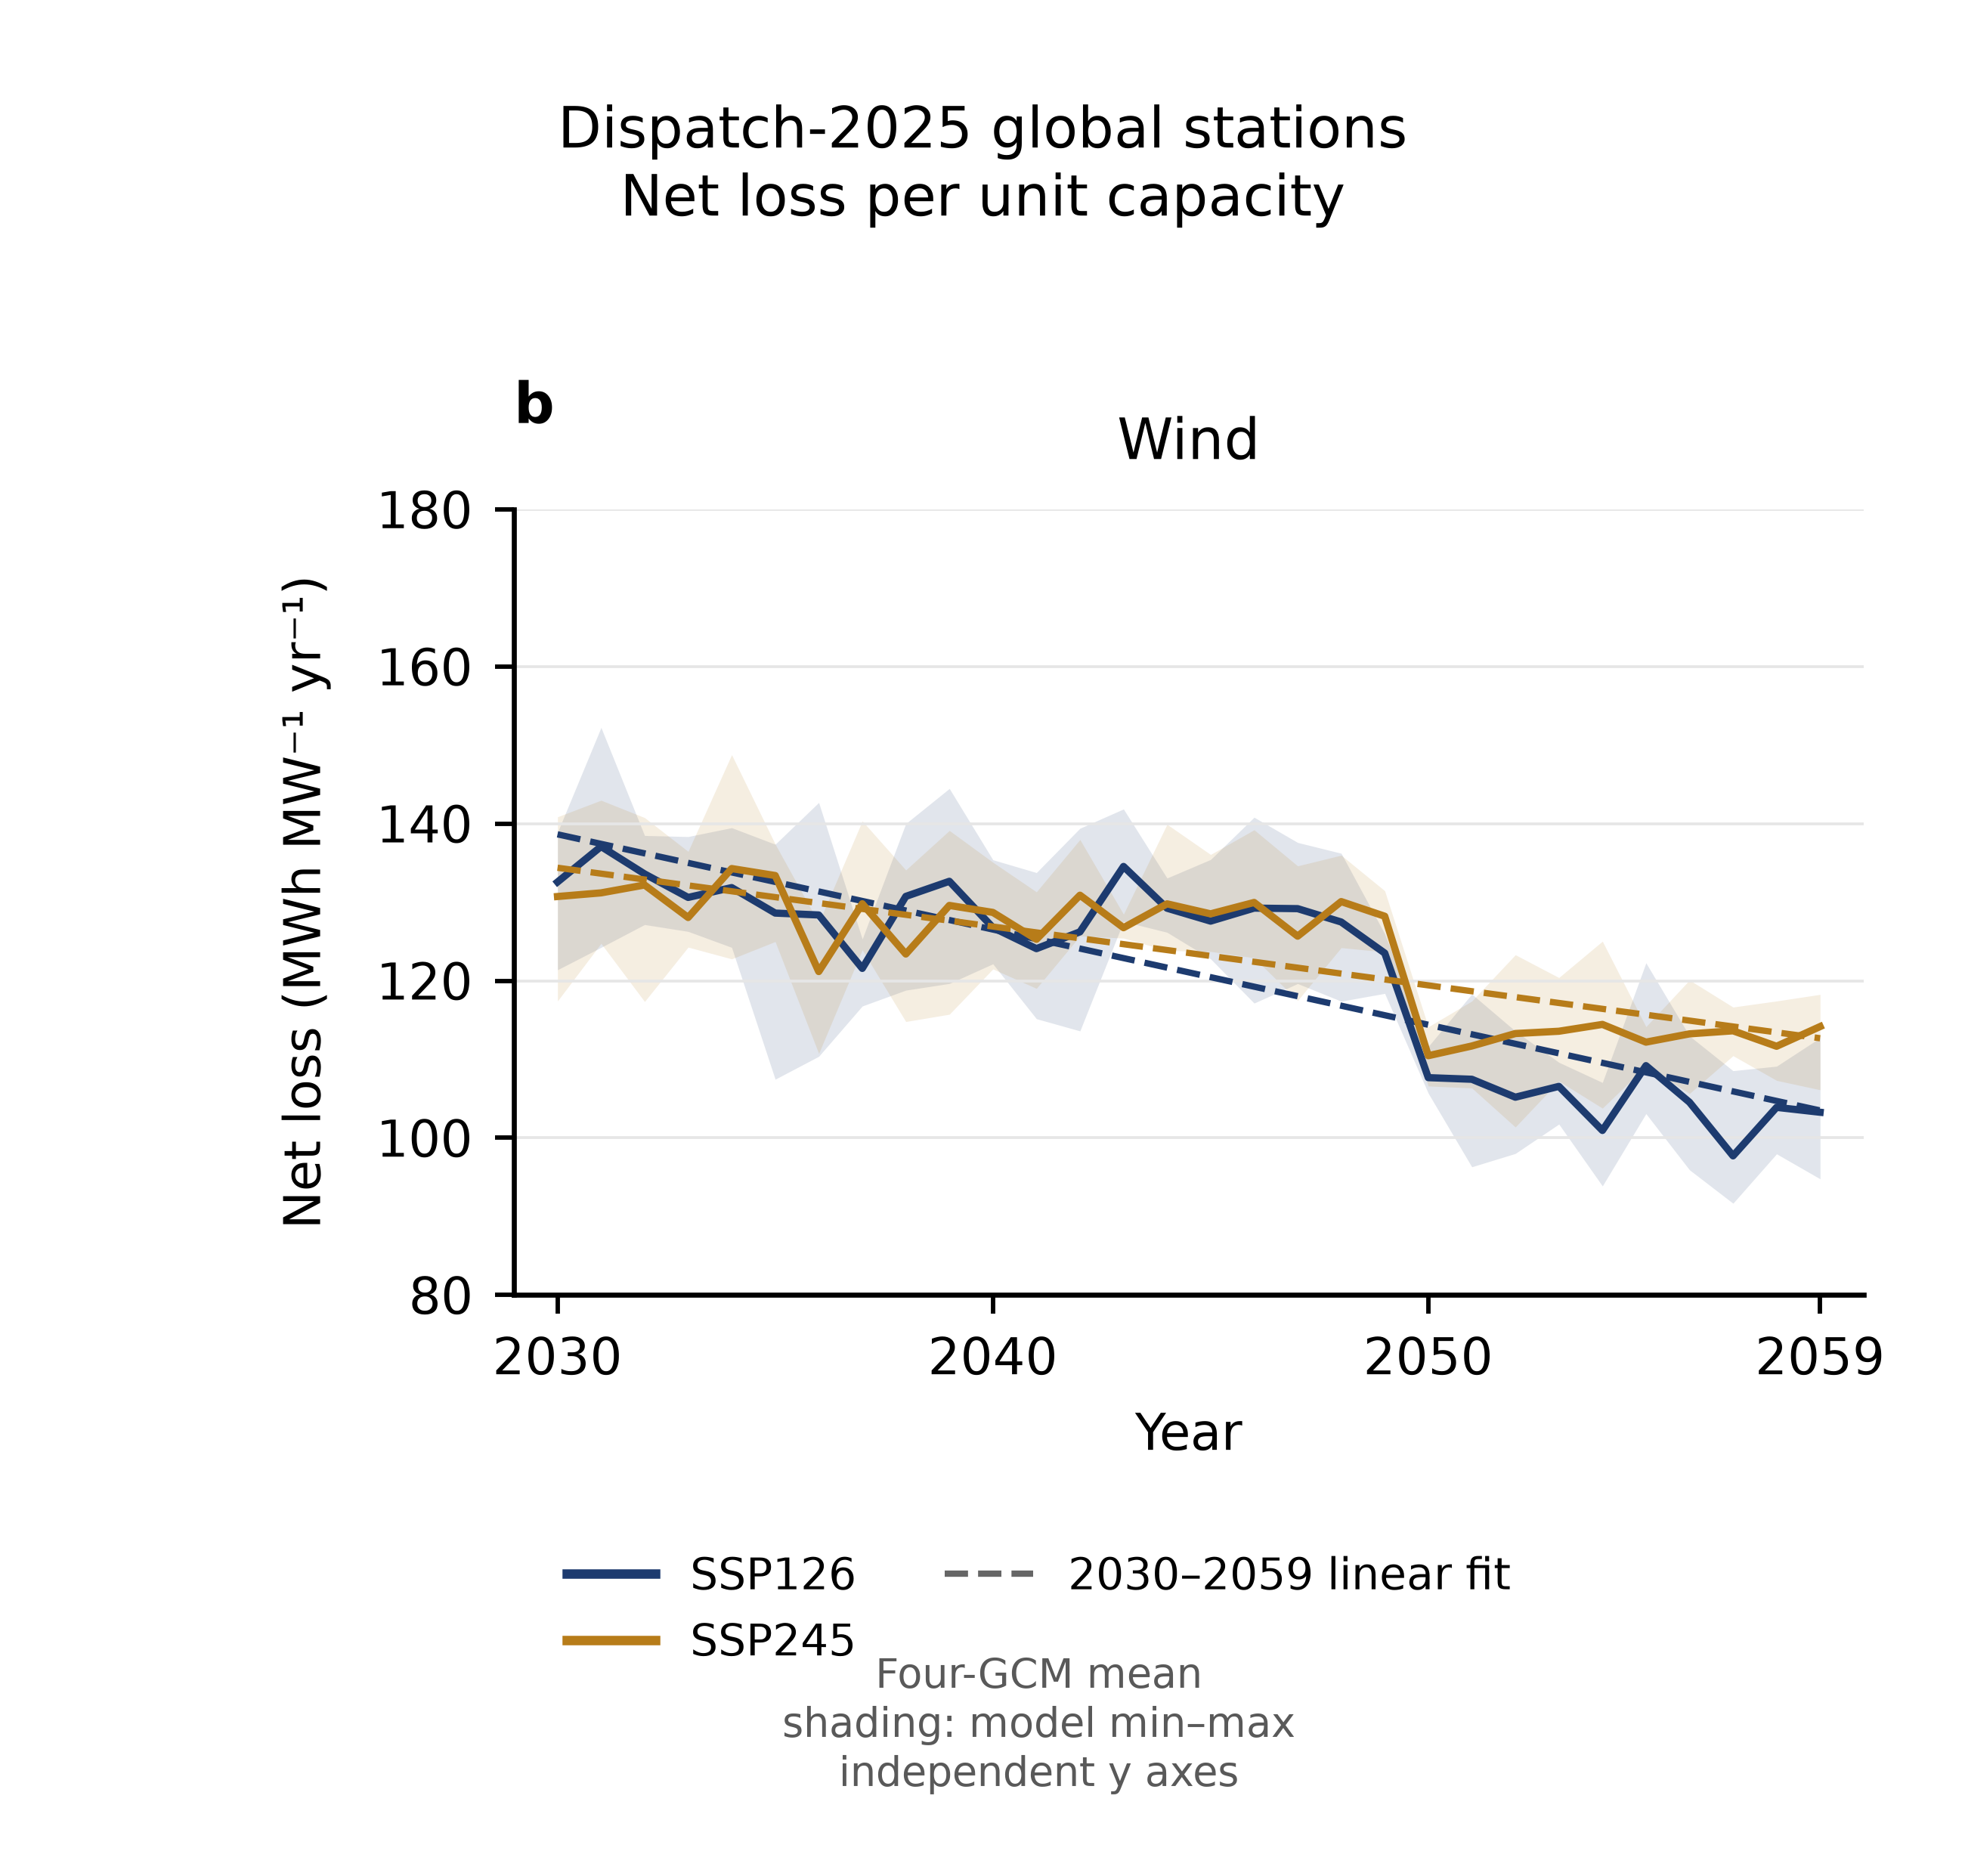 Dispatch-2025 global stations
Net loss per unit capacity
b
Wind
Net loss (MWh MW⁻¹ yr⁻¹)
180
160
140
120
100
80
2030
2040
2050
2059
Year
SSP126
2030–2059 linear fit
SSP245
Four-GCM mean
shading: model min–max
independent y axes